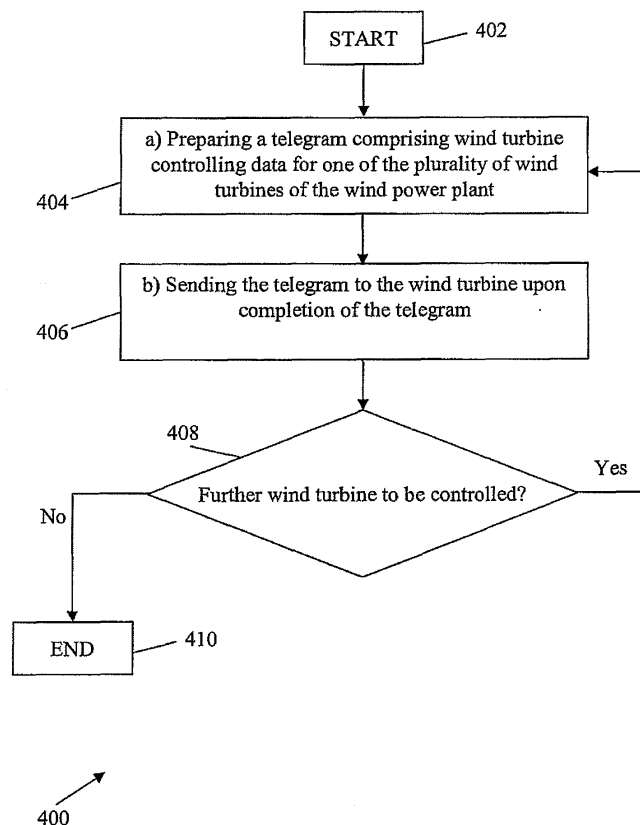 START
402
a) Preparing a telegram comprising wind turbine
controlling data for one of the plurality of wind
turbines of the wind power plant
404
b) Sending the telegram to the wind turbine upon
completion of the telegram
406
408
Further wind turbine to be controlled?
Yes
No
END
410
400